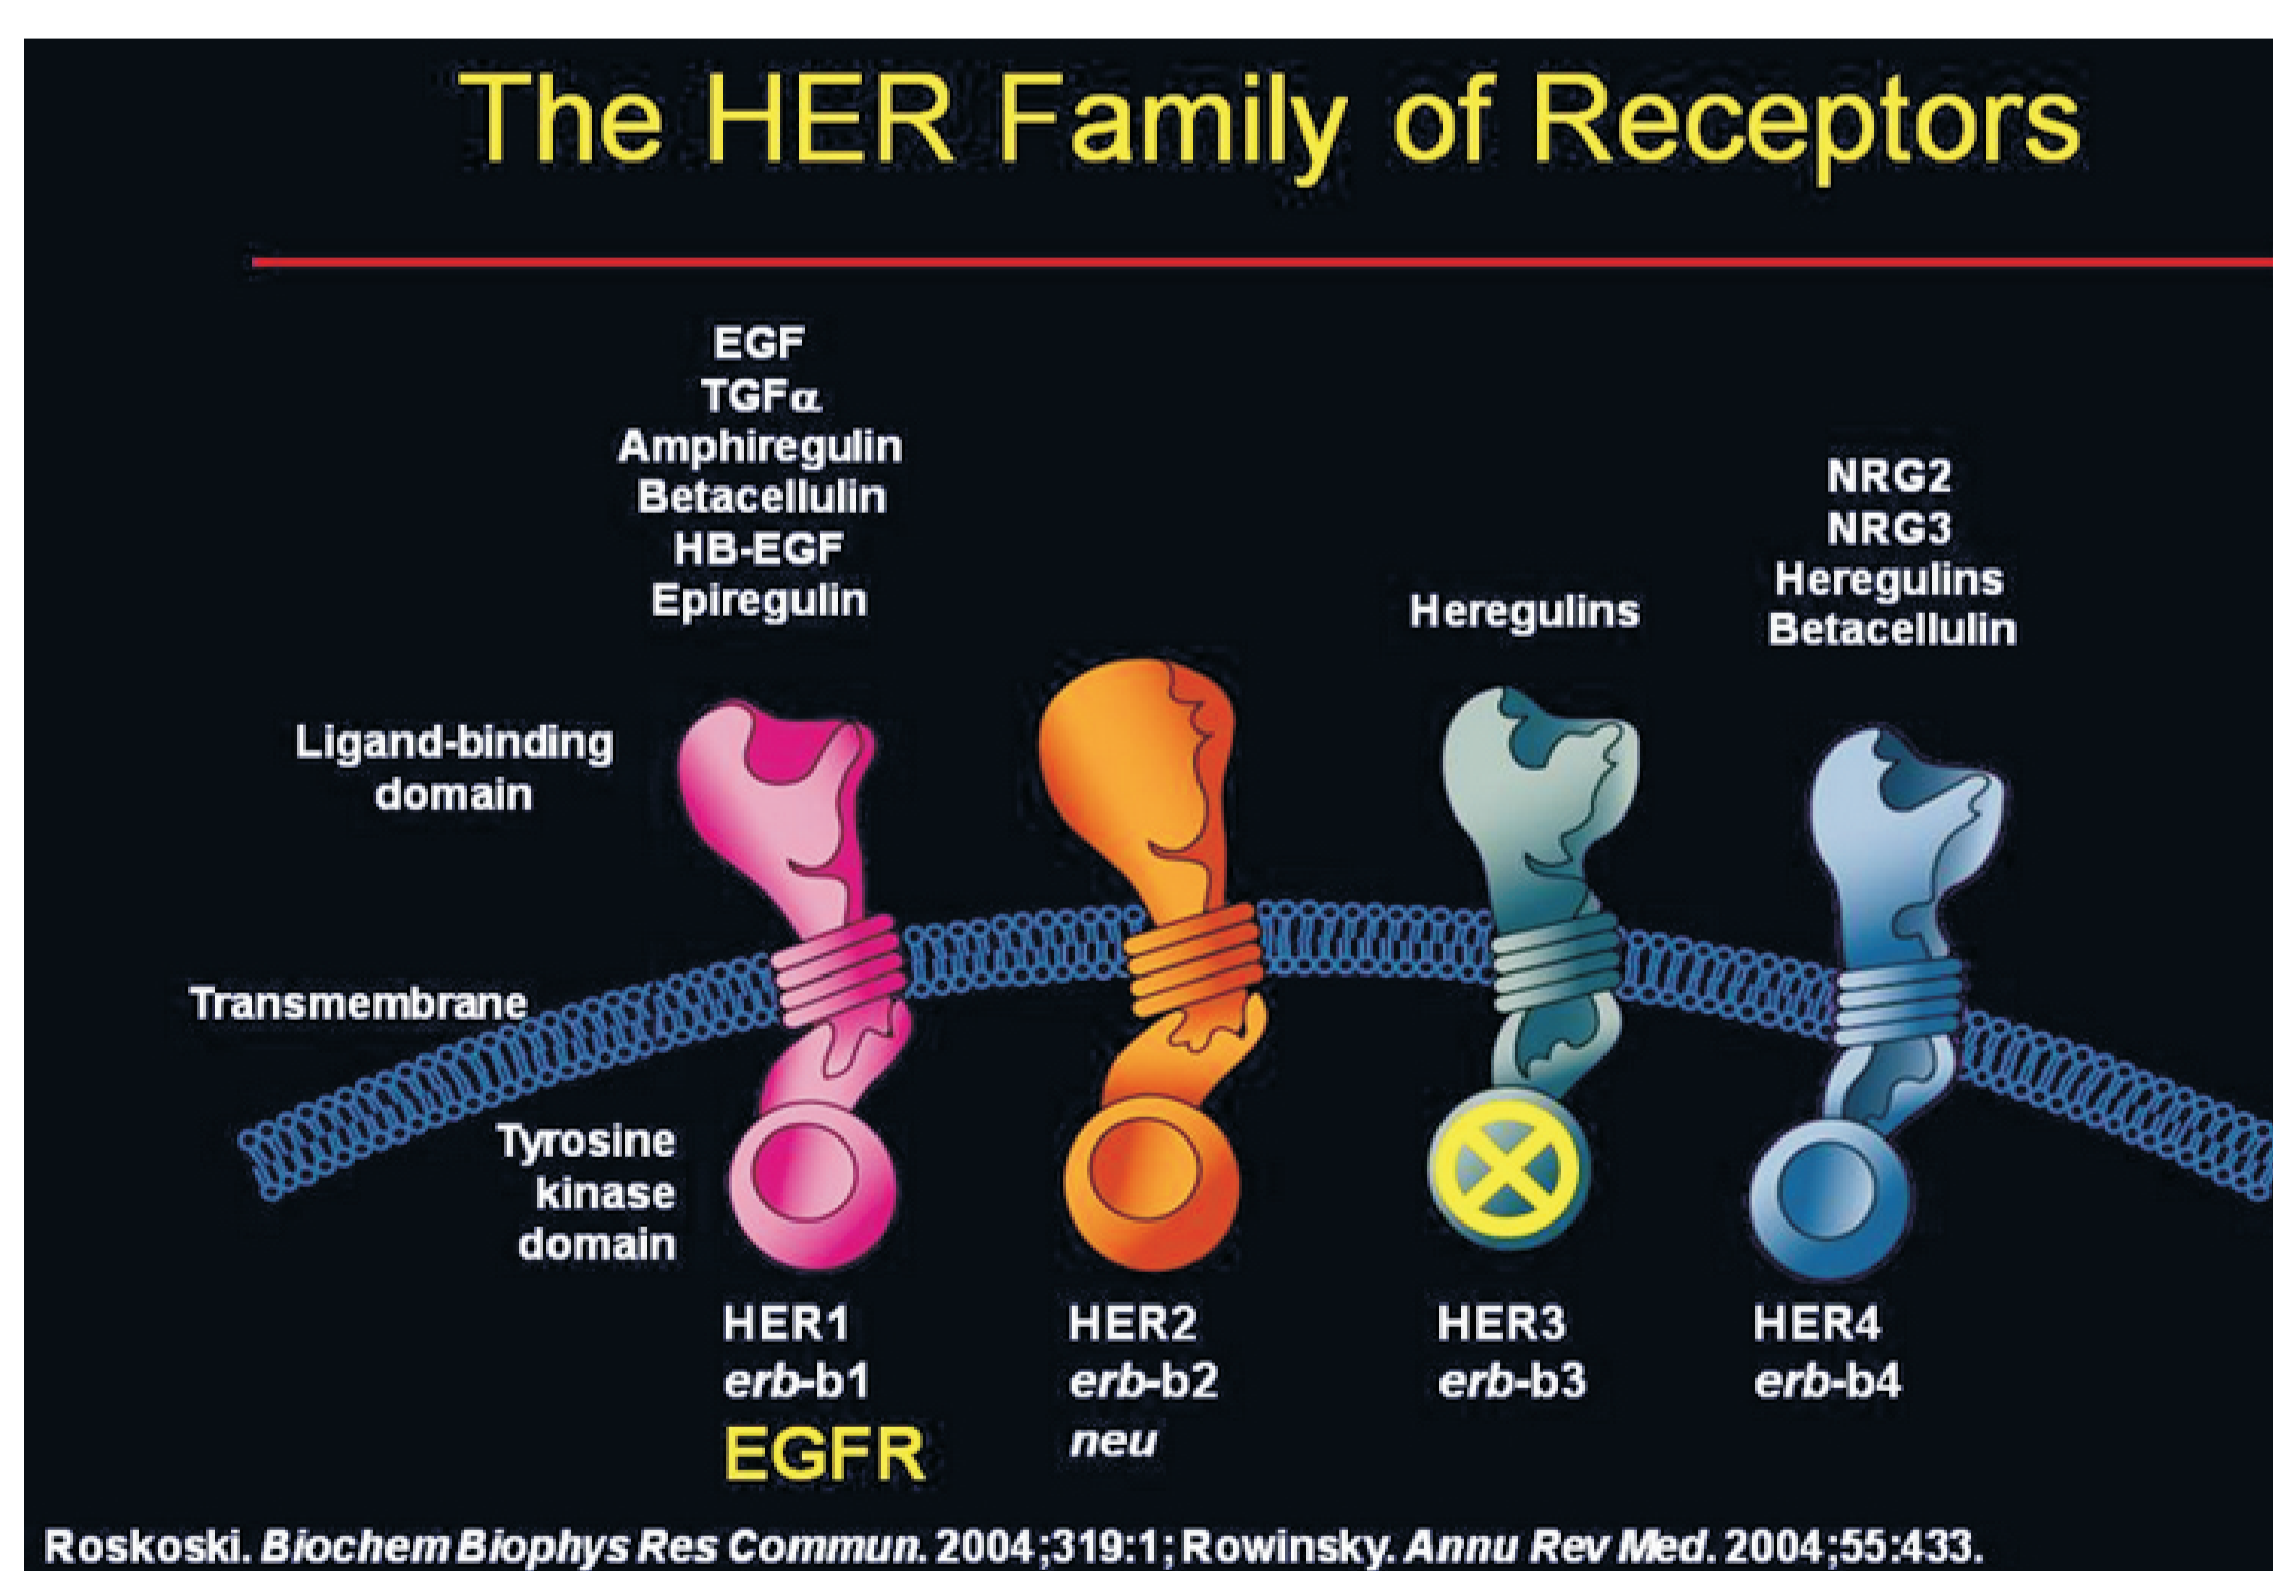 The HER Family of Receptors
EGF
TGFα
Amphiregulin
Betacellulin
HB-EGF
Epiregulin
Heregulins
NRG2
NRG3
Heregulins
Betacellulin
Ligand-binding
domain
Transmembrane
Tyrosine
kinase
domain
HER1
erb-b1
EGFR
HER2
erb-b2
neu
HER3
erb-b3
HER4
erb-b4
Roskoski. Biochem Biophys Res Commun. 2004;319:1; Rowinsky. Annu Rev Med. 2004;55:433.